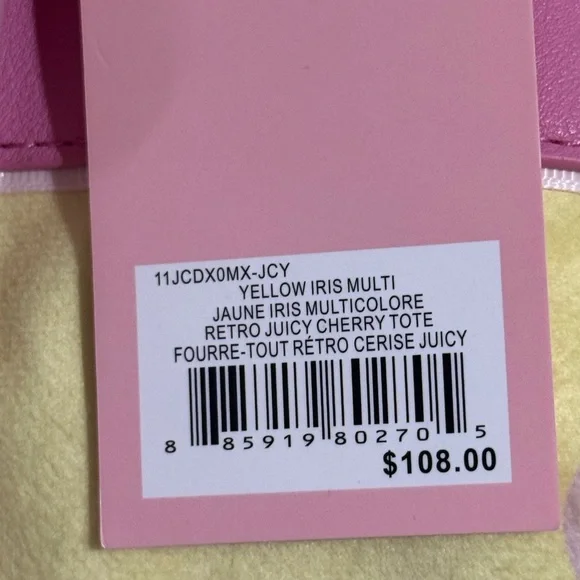 11JCDX0MX-JCY
YELLOW IRIS MULTI
JAUNE IRIS MULTICOLORE
RETRO JUICY CHERRY TOTE
FOURRE-TOUT RÉTRO CERISE JUICY
8 85919 80270 5
$108.00